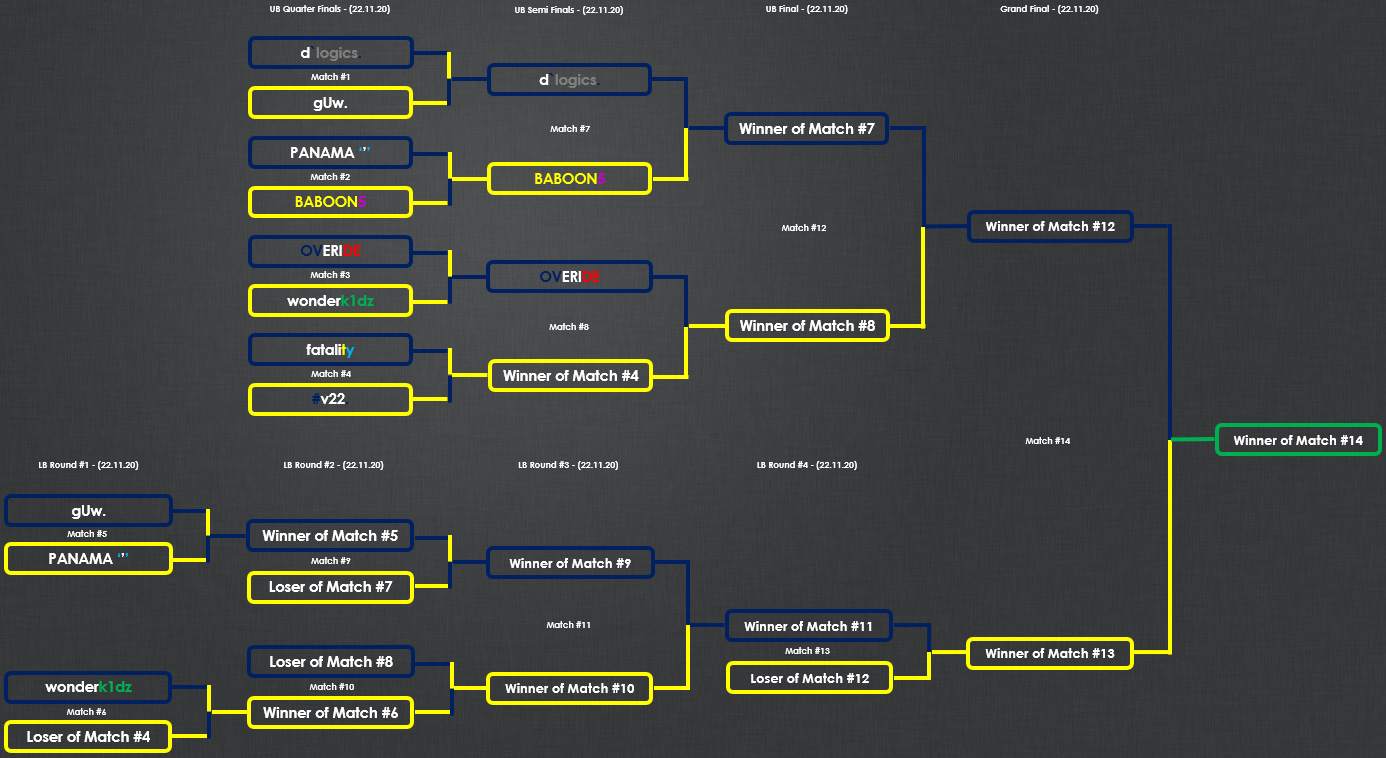 UB Quarter Finals - (22.11.20)
UB Semi Finals - (22.11.20)
UB Final - (22.11.20)
Grand Final - (22.11.20)
d'logics.
Match #1
gUw.
PANAMA ‘’’
Match #2
BABOONS
OVERIDE
Match #3
wonderk1dz
fatality
Match #4
#v22
d'logics.
Match #7
BABOONS
OVERIDE
Match #8
Winner of Match #4
Winner of Match #7
Match #12
Winner of Match #8
Winner of Match #12
Match #14
Winner of Match #14
LB Round #1 - (22.11.20)
LB Round #2 - (22.11.20)
LB Round #3 - (22.11.20)
LB Round #4 - (22.11.20)
gUw.
Match #5
PANAMA ‘’’
wonderk1dz
Match #6
Loser of Match #4
Winner of Match #5
Match #9
Loser of Match #7
Loser of Match #8
Match #10
Winner of Match #6
Winner of Match #9
Match #11
Winner of Match #10
Winner of Match #11
Match #13
Loser of Match #12
Winner of Match #13